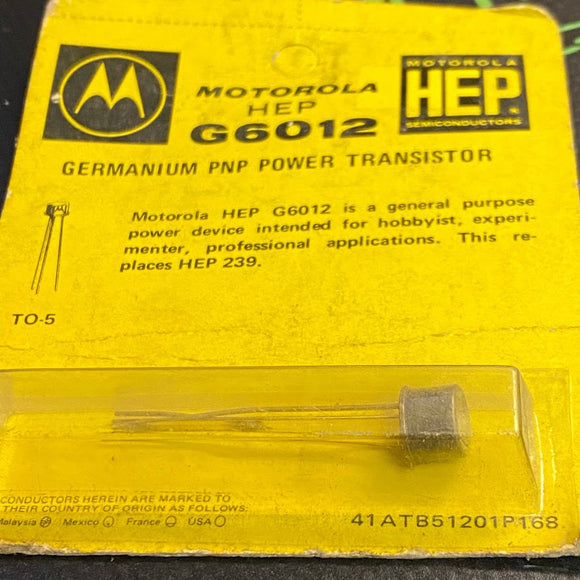 MOTOROLA
HEP
G6012
MOTOROLA
HEP
SEMICONDUCTORS
GERMANIUM PNP POWER TRANSISTOR
Motorola HEP G6012 is a general purpose
power device intended for hobbyist, experi-
menter, professional applications. This re-
places HEP 239.
TO-5
CONDUCTORS HEREIN ARE MARKED TO
THEIR COUNTRY OF ORIGIN AS FOLLOWS:
Malaysia Mexico France USA
41ATB51201P168